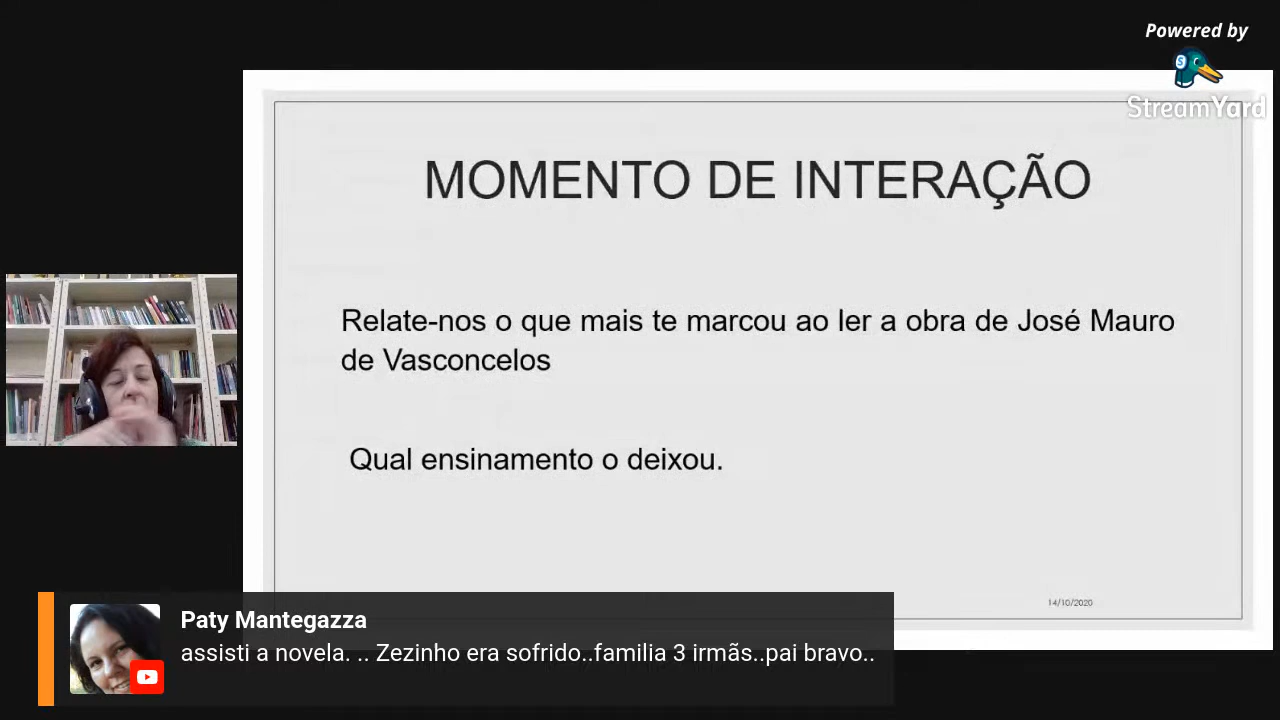 Powered by
StreamYard
MOMENTO DE INTERAÇÃO
Relate-nos o que mais te marcou ao ler a obra de José Mauro
de Vasconcelos
Qual ensinamento o deixou.
14/10/2020
Paty Mantegazza
assisti a novela. .. Zezinho era sofrido..familia 3 irmãs..pai bravo..